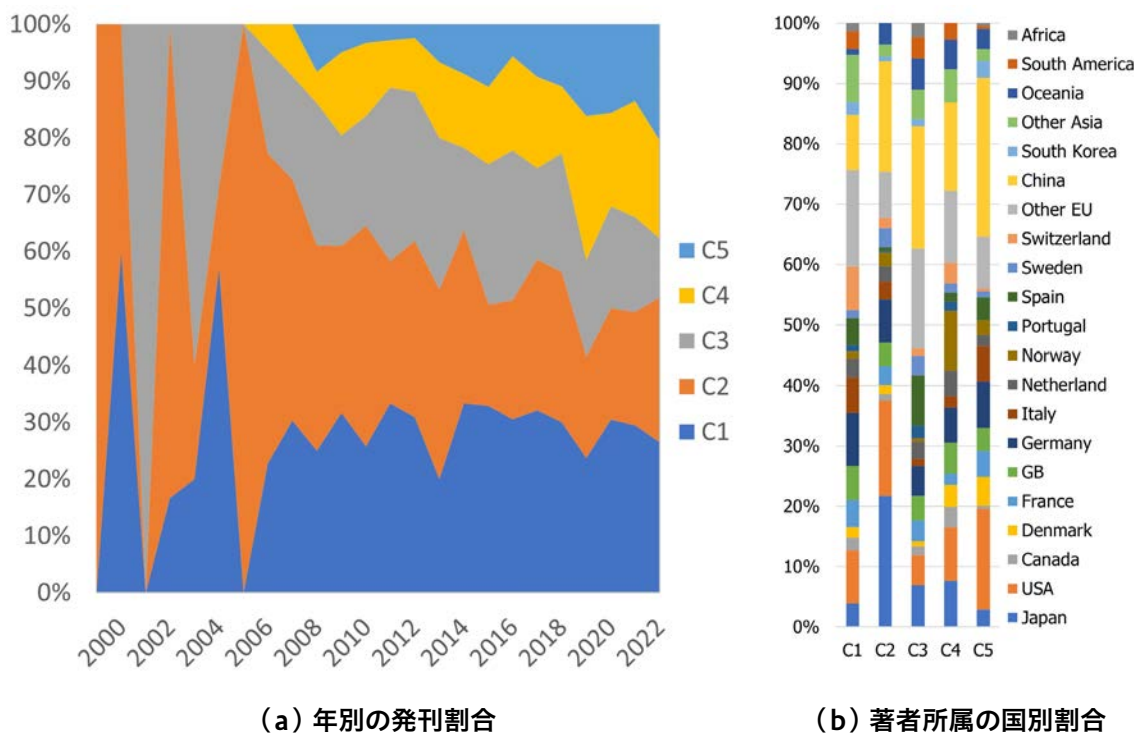 100%
90%
80%
70%
60%
50%
40%
30%
20%
10%
0%
2000
2002
2004
2006
2008
2010
2012
2014
2016
2018
2020
2022
C5
C4
C3
C2
C1
(a)年別の発刊割合
100%
90%
80%
70%
60%
50%
40%
30%
20%
10%
0%
C1
C2
C3
C4
C5
Africa
South America
Oceania
Other Asia
South Korea
China
Other EU
Switzerland
Sweden
Spain
Portugal
Norway
Netherland
Italy
Germany
GB
France
Denmark
Canada
USA
Japan
(b)著者所属の国別割合